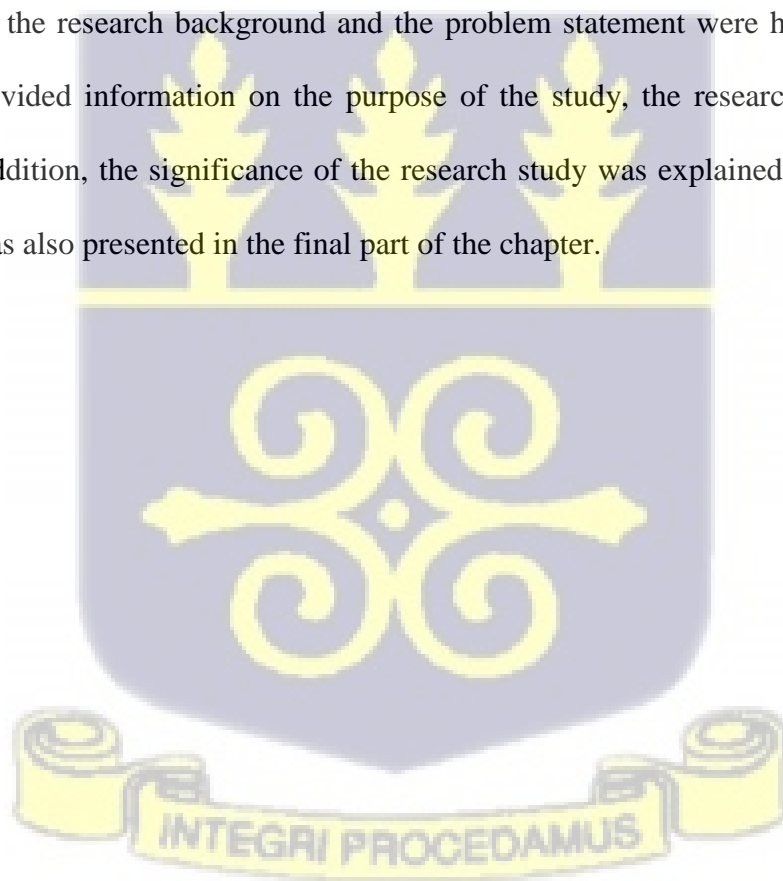 the research background and the problem statement were h
vided information on the purpose of the study, the researc
ddition, the significance of the research study was explained
as also presented in the final part of the chapter.
INTEGRI PROCEDAMUS